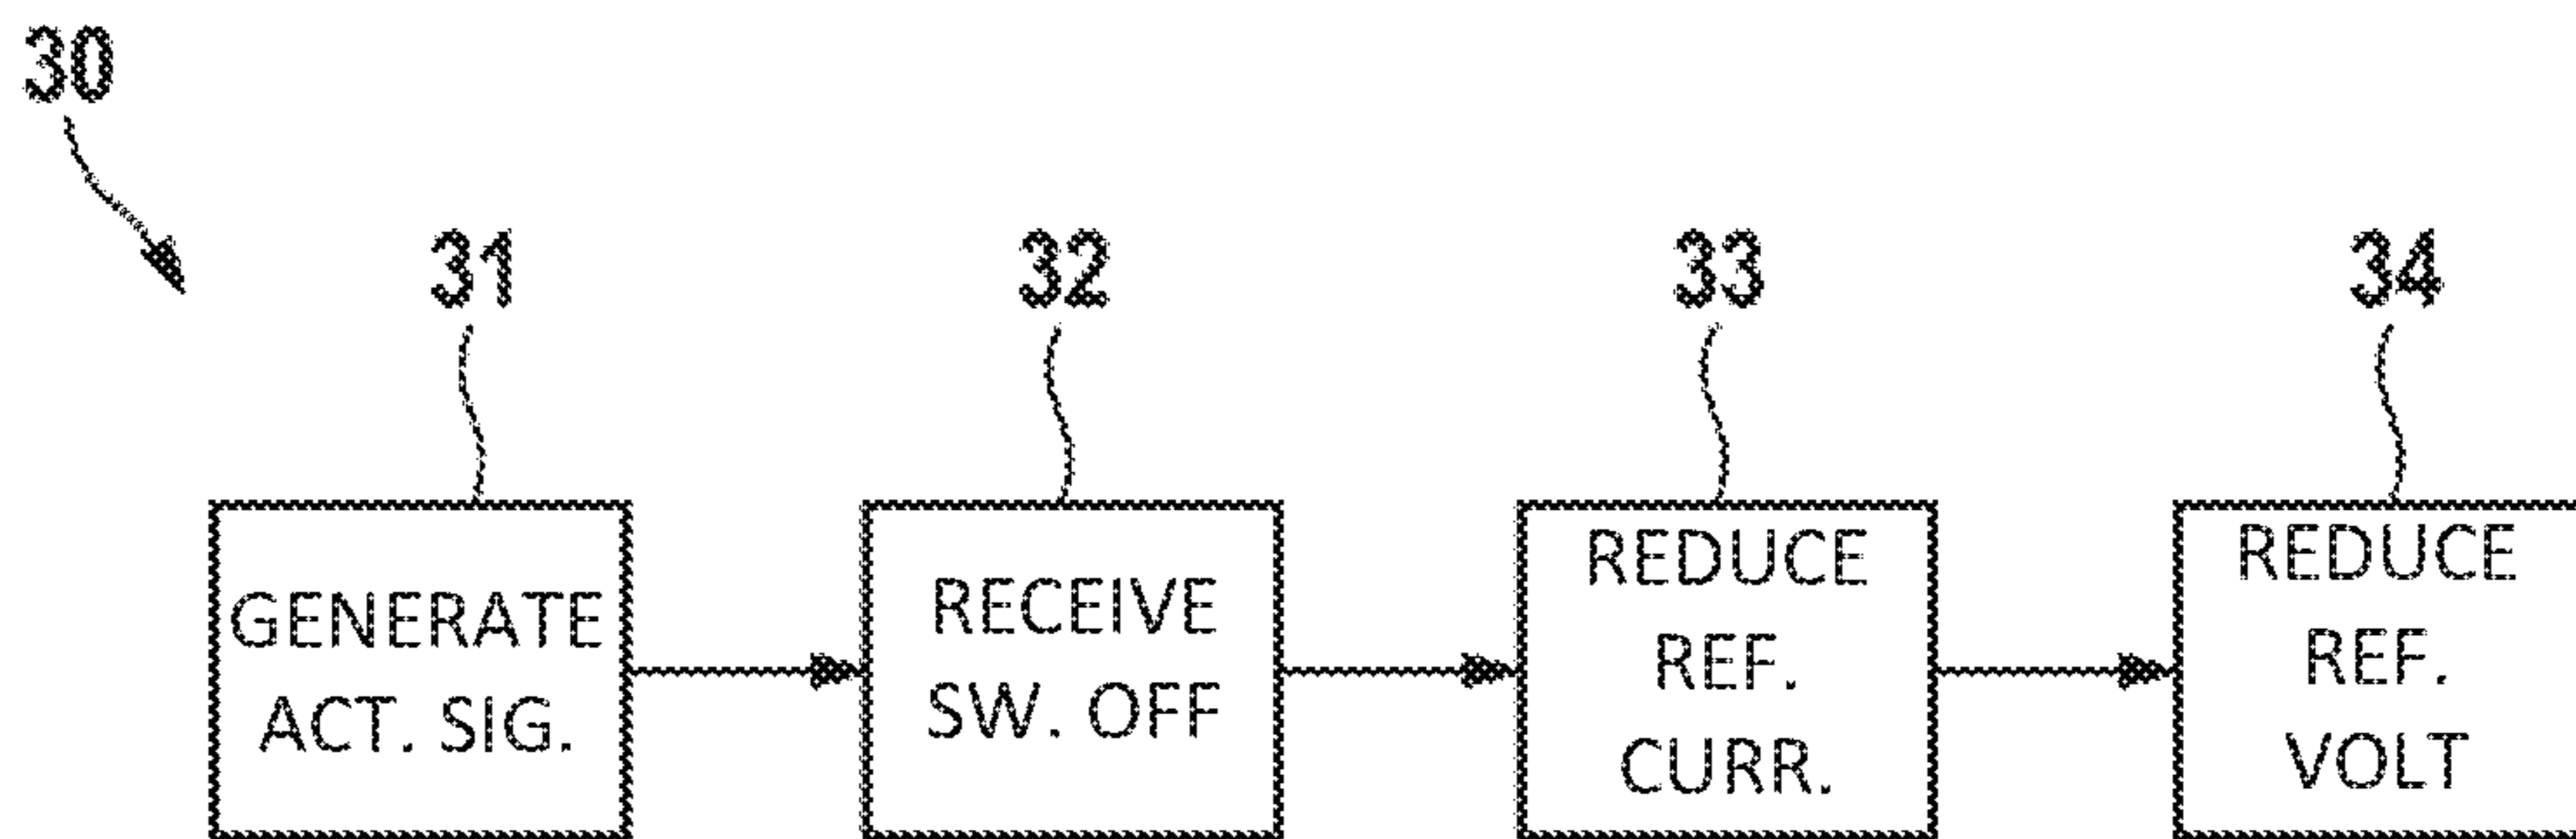 30
31
32
33
34
GENERATE
ACT. SIG.
RECEIVE
SW. OFF
REDUCE
REF.
CURR.
REDUCE
REF.
VOLT